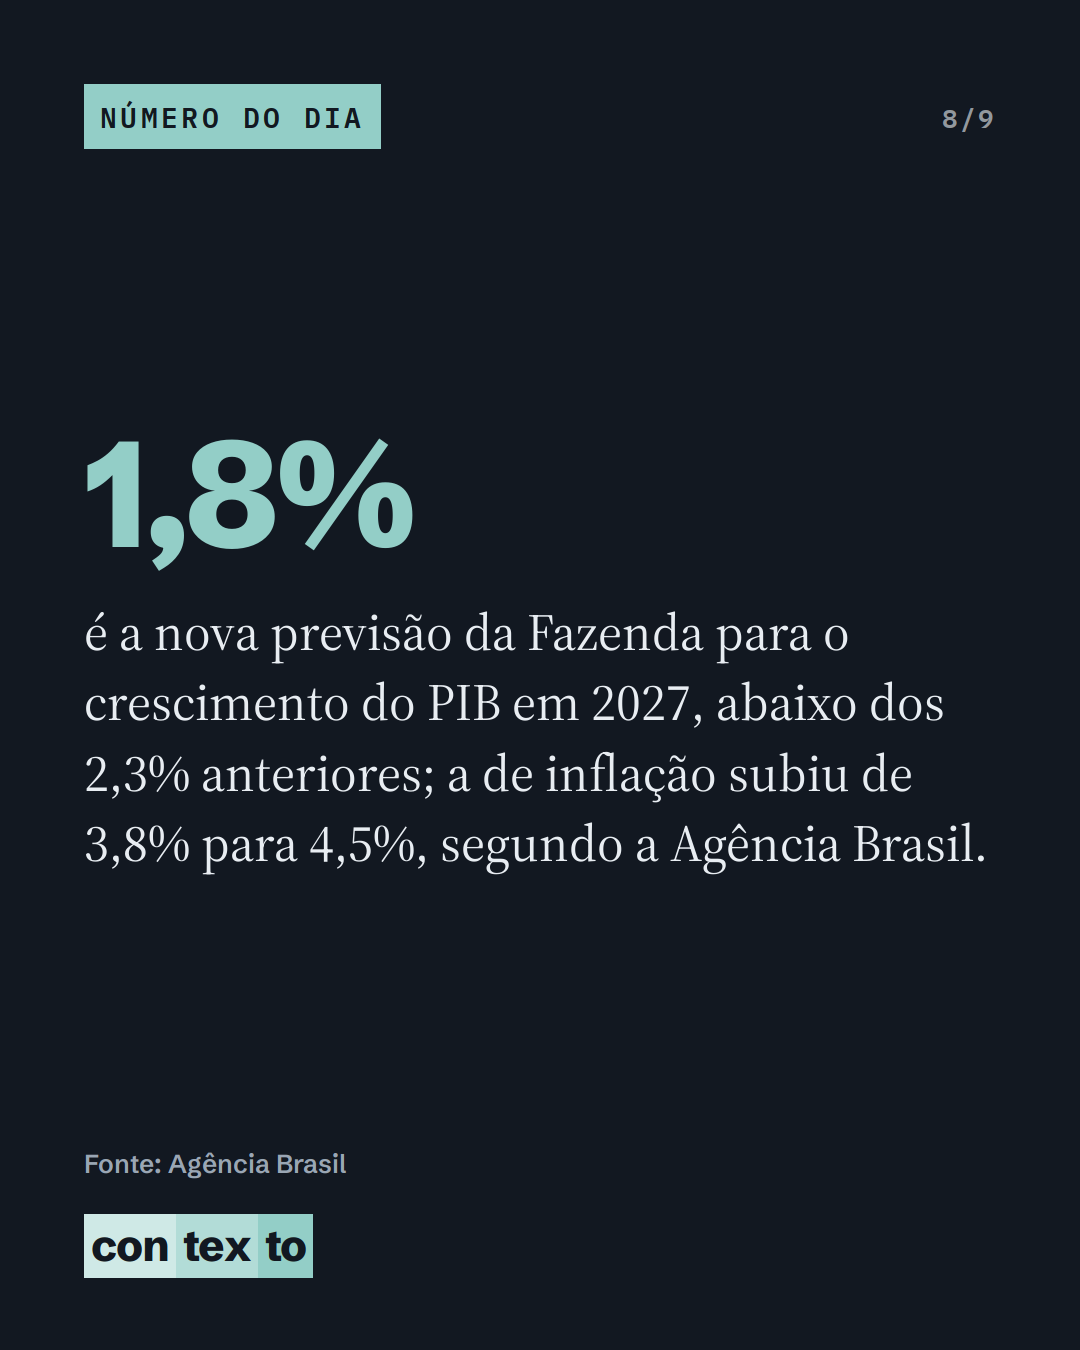 NÚMERO DO DIA
8/9
1,8%
é a nova previsão da Fazenda para o
crescimento do PIB em 2027, abaixo dos
2,3% anteriores; a de inflação subiu de
3,8% para 4,5%, segundo a Agência Brasil.
Fonte: Agência Brasil
con tex to